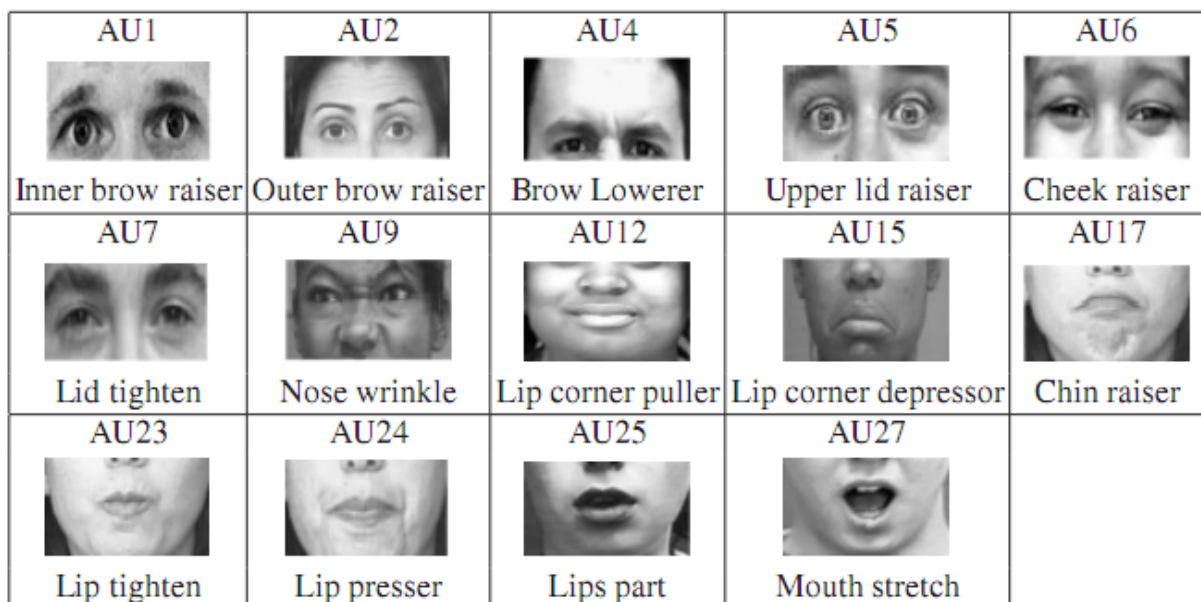 AU1 AU2 AU4 AU5 AU6
Inner brow raiser Outer brow raiser Brow Lowerer Upper lid raiser Cheek raiser
AU7 AU9 AU12 AU15 AU17
Lid tighten Nose wrinkle Lip corner puller Lip corner depressor Chin raiser
AU23 AU24 AU25 AU27
Lip tighten Lip presser Lips part Mouth stretch